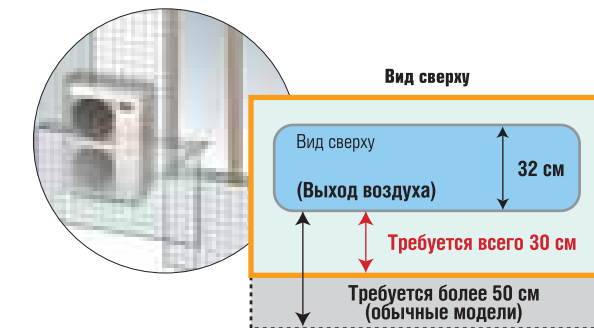 Вид сверху
Вид сверху
32 см
(Выход воздуха)
Требуется всего 30 см
Требуется более 50 см
(обычные модели)